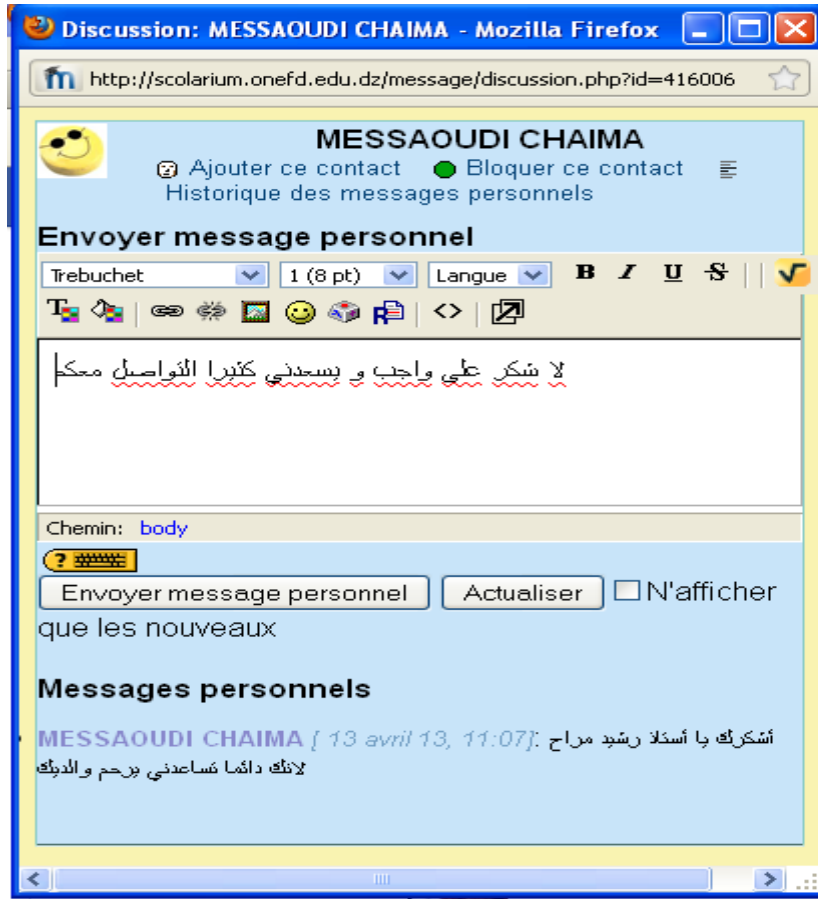 Discussion: MESSAOUDI CHAIMA - Mozilla Firefox
http://scolarium.onefd.edu.dz/message/discussion.php?id=416006
MESSAOUDI CHAIMA
Ajouter ce contact Bloquer ce contact
Historique des messages personnels
Envoyer message personnel
Trebuchet 1 (8 pt) Langue B I U S
لا شكر على واجب و يسعدني كثيرا التواصل معكم
Chemin: body
?
Envoyer message personnel Actualiser N'afficher
que les nouveaux
Messages personnels
MESSAOUDI CHAIMA [ 13 avril 13, 11:07]: أشكرك يا أستاذ رشيد مراح
لانك دائما تساعدني يرحم والديك